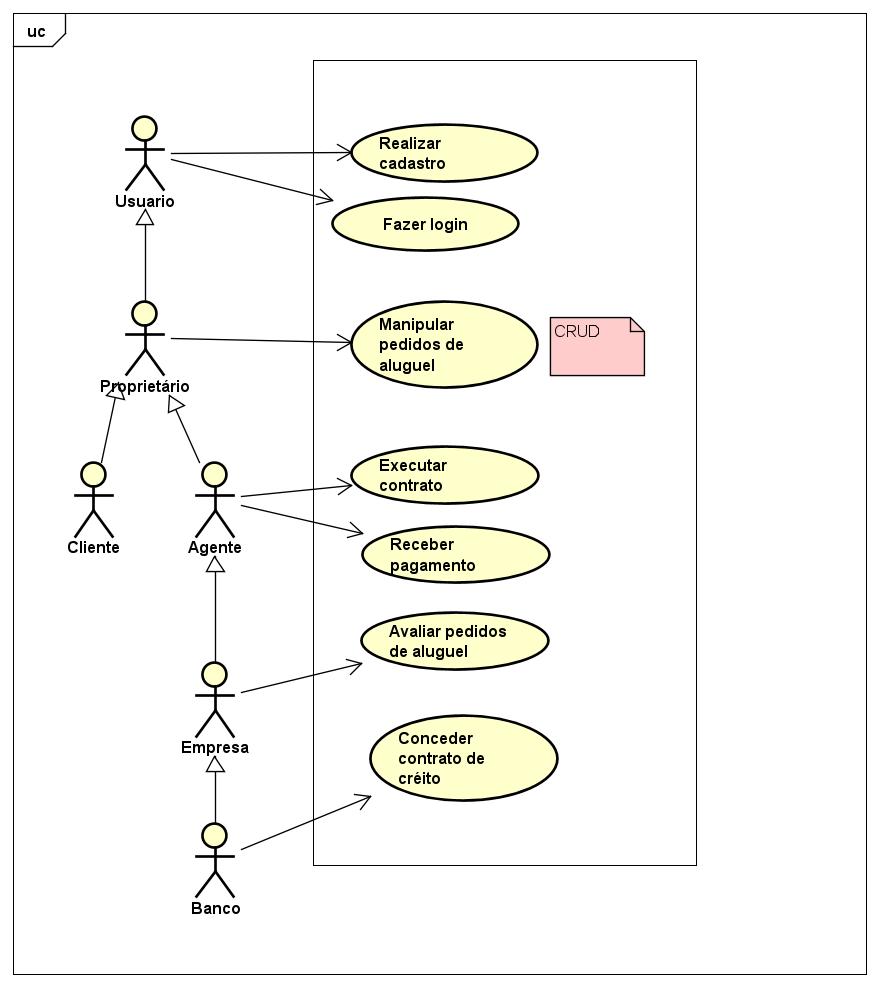 uc
Usuario
Realizar
cadastro
Fazer login
Proprietário
Manipular
pedidos de
aluguel
CRUD
Cliente
Agente
Executar
contrato
Receber
pagamento
Empresa
Avaliar pedidos
de aluguel
Banco
Conceder
contrato de
créito